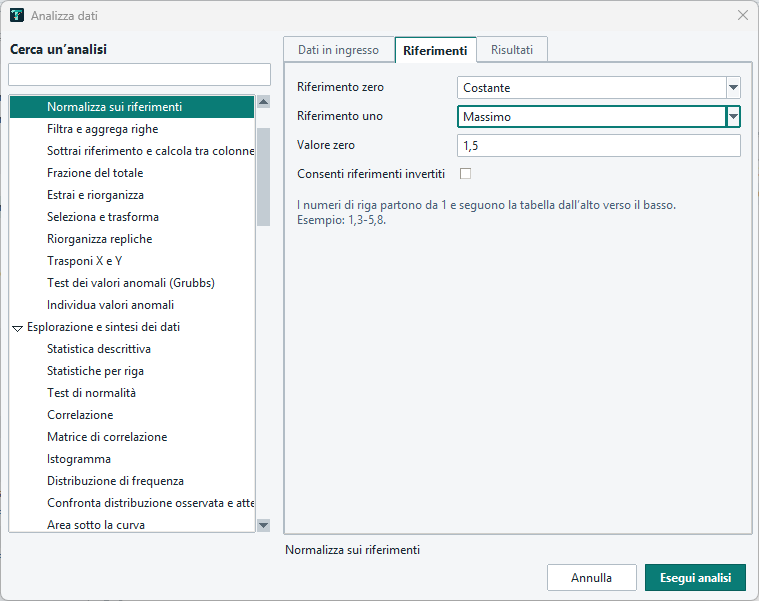 Analizza dati
Cerca un'analisi
Normalizza sui riferimenti
Filtra e aggrega righe
Sottrai riferimento e calcola tra colonne
Frazione del totale
Estrai e riorganizza
Seleziona e trasforma
Riorganizza repliche
Trasponi X e Y
Test dei valori anomali (Grubbs)
Individua valori anomali
Esplorazione e sintesi dei dati
Statistica descrittiva
Statistiche per riga
Test di normalità
Correlazione
Matrice di correlazione
Istogramma
Distribuzione di frequenza
Confronta distribuzione osservata e atte
Area sotto la curva
Dati in ingresso
Riferimenti
Risultati
Riferimento zero
Costante
Riferimento uno
Massimo
Valore zero
1,5
Consenti riferimenti invertiti
I numeri di riga partono da 1 e seguono la tabella dall'alto verso il basso.
Esempio: 1,3-5,8.
Normalizza sui riferimenti
Annulla
Esegui analisi